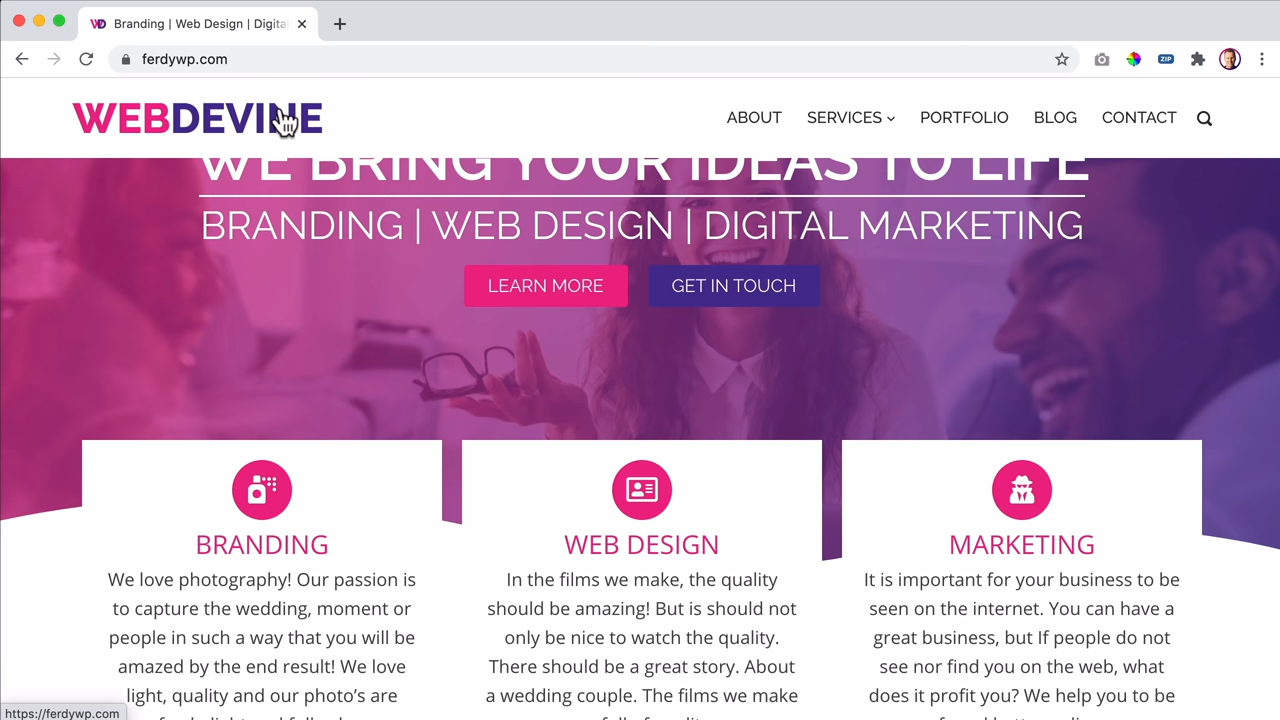 Branding | Web Design | Digita
ferdywp.com
ZIP
WEBDEVINE
ABOUT SERVICES PORTFOLIO BLOG CONTACT
WE BRING YOUR IDEAS TO LIFE
BRANDING | WEB DESIGN | DIGITAL MARKETING
LEARN MORE
GET IN TOUCH
BRANDING
We love photography! Our passion is
to capture the wedding, moment or
people in such a way that you will be
amazed by the end result! We love
light, quality and our photo's are
WEB DESIGN
In the films we make, the quality
should be amazing! But is should not
only be nice to watch the quality.
There should be a great story. About
a wedding couple. The films we make
MARKETING
It is important for your business to be
seen on the internet. You can have a
great business, but If people do not
see nor find you on the web, what
does it profit you? We help you to be
https://ferdywp.com